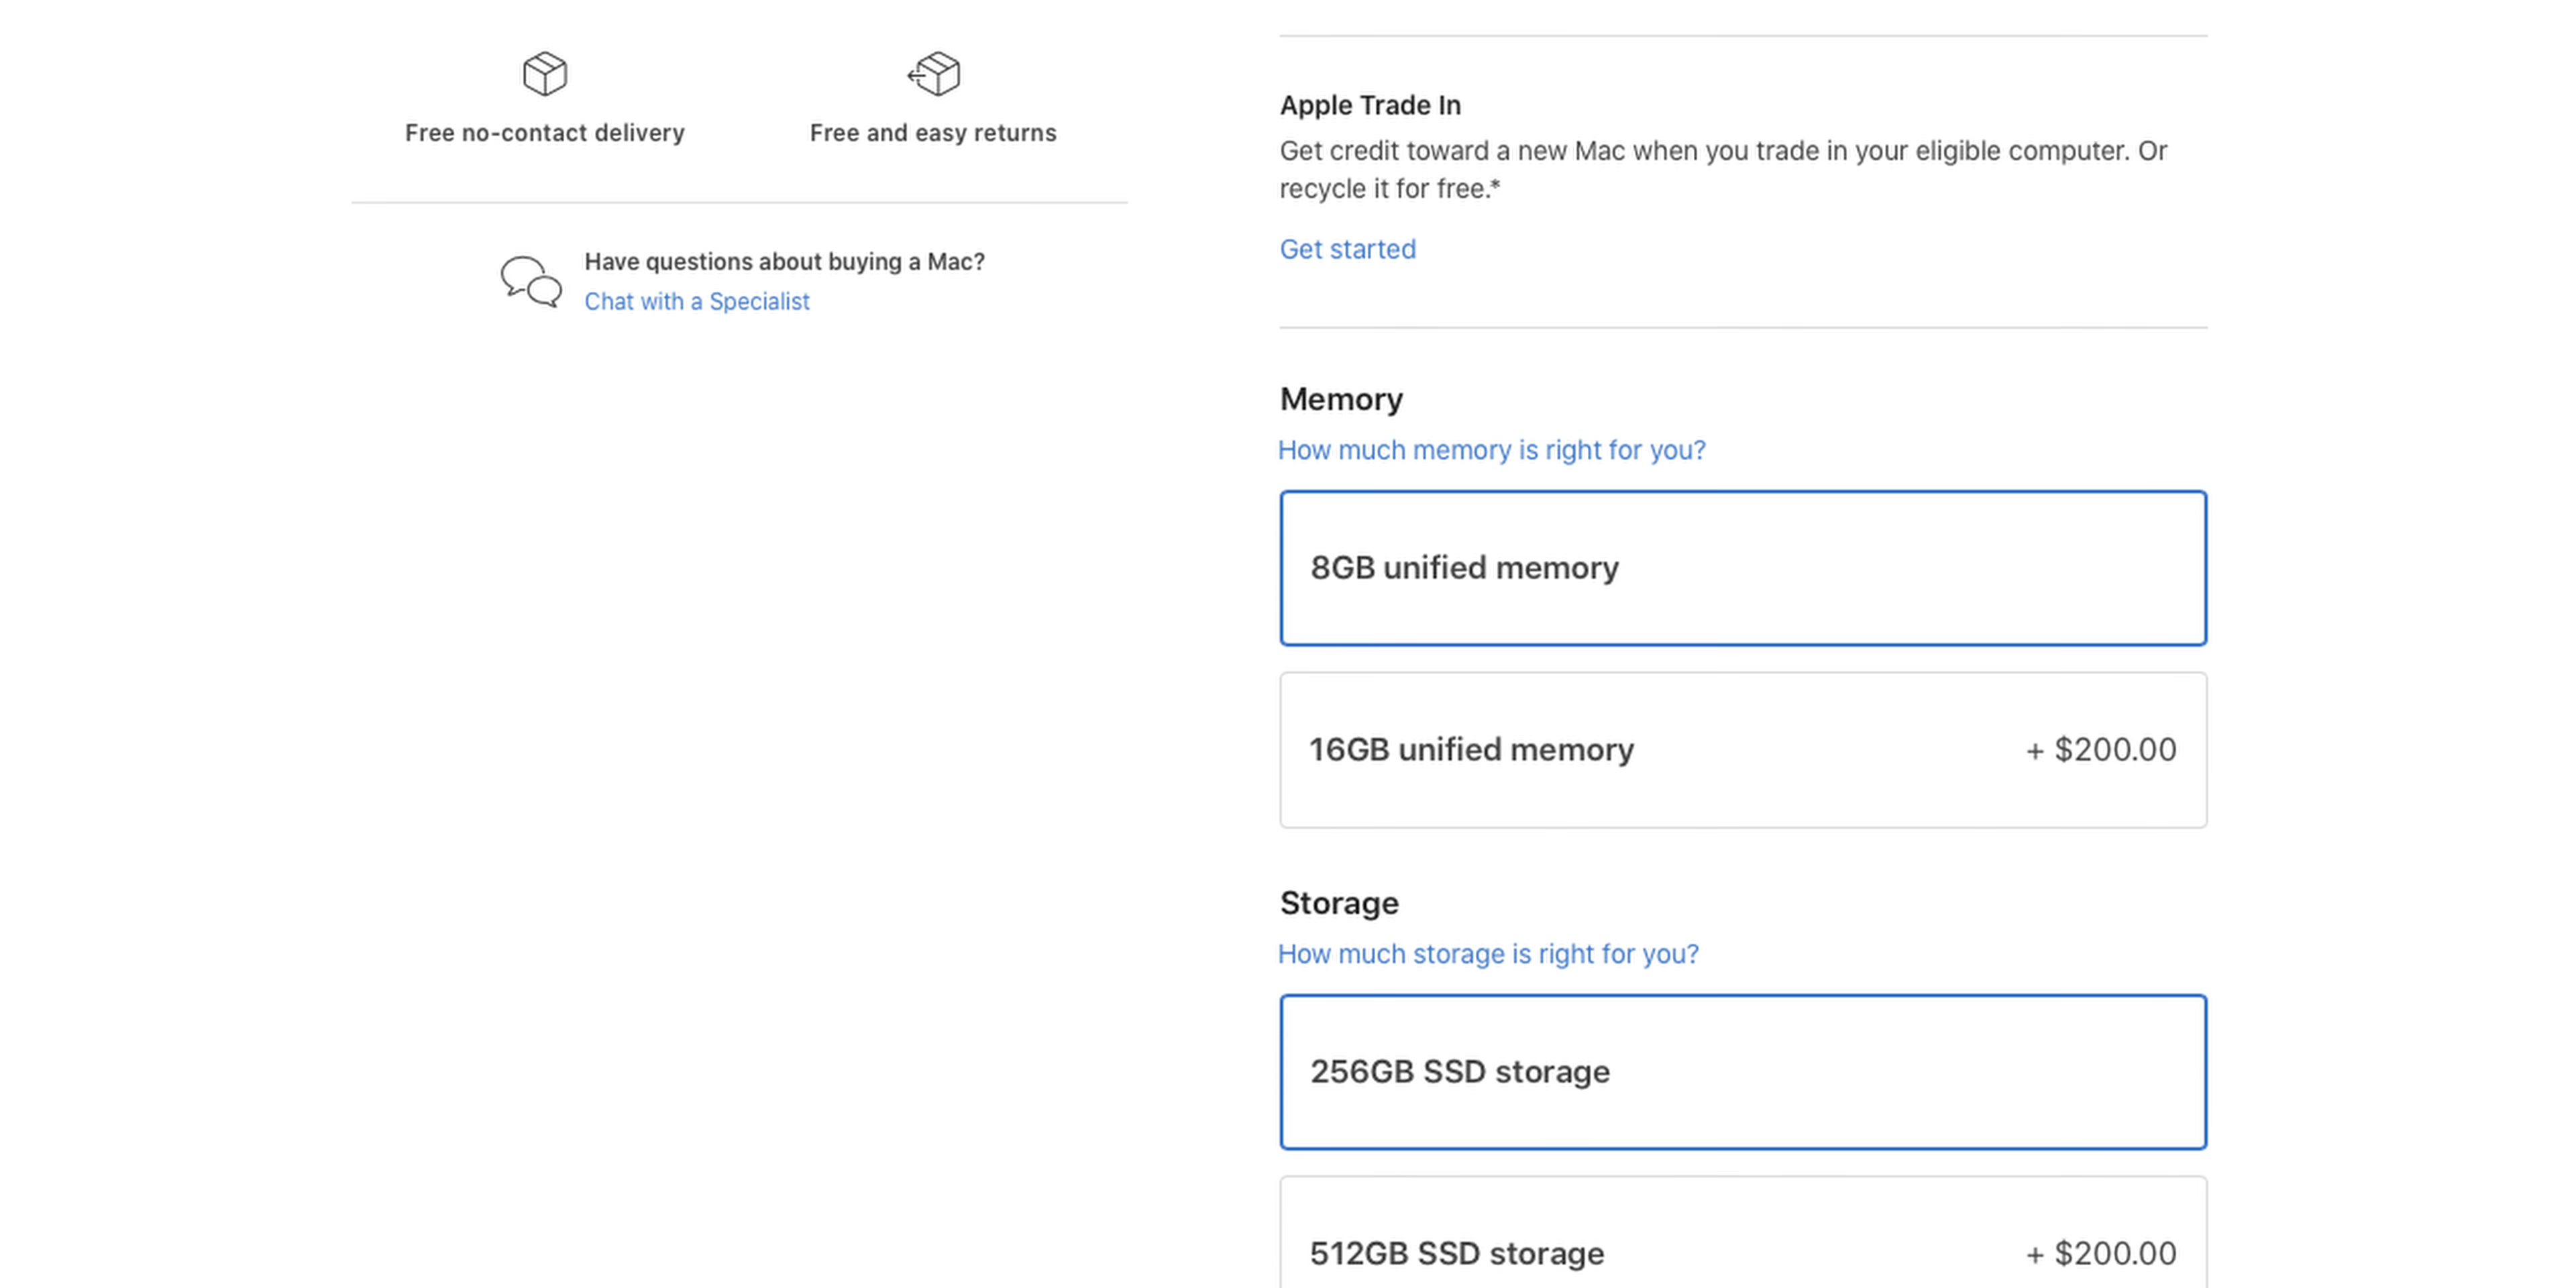 Free no-contact delivery
Free and easy returns
Have questions about buying a Mac?
Chat with a Specialist
Apple Trade In
Get credit toward a new Mac when you trade in your eligible computer. Or
recycle it for free.*
Get started
Memory
How much memory is right for you?
8GB unified memory
16GB unified memory + $200.00
Storage
How much storage is right for you?
256GB SSD storage
512GB SSD storage + $200.00